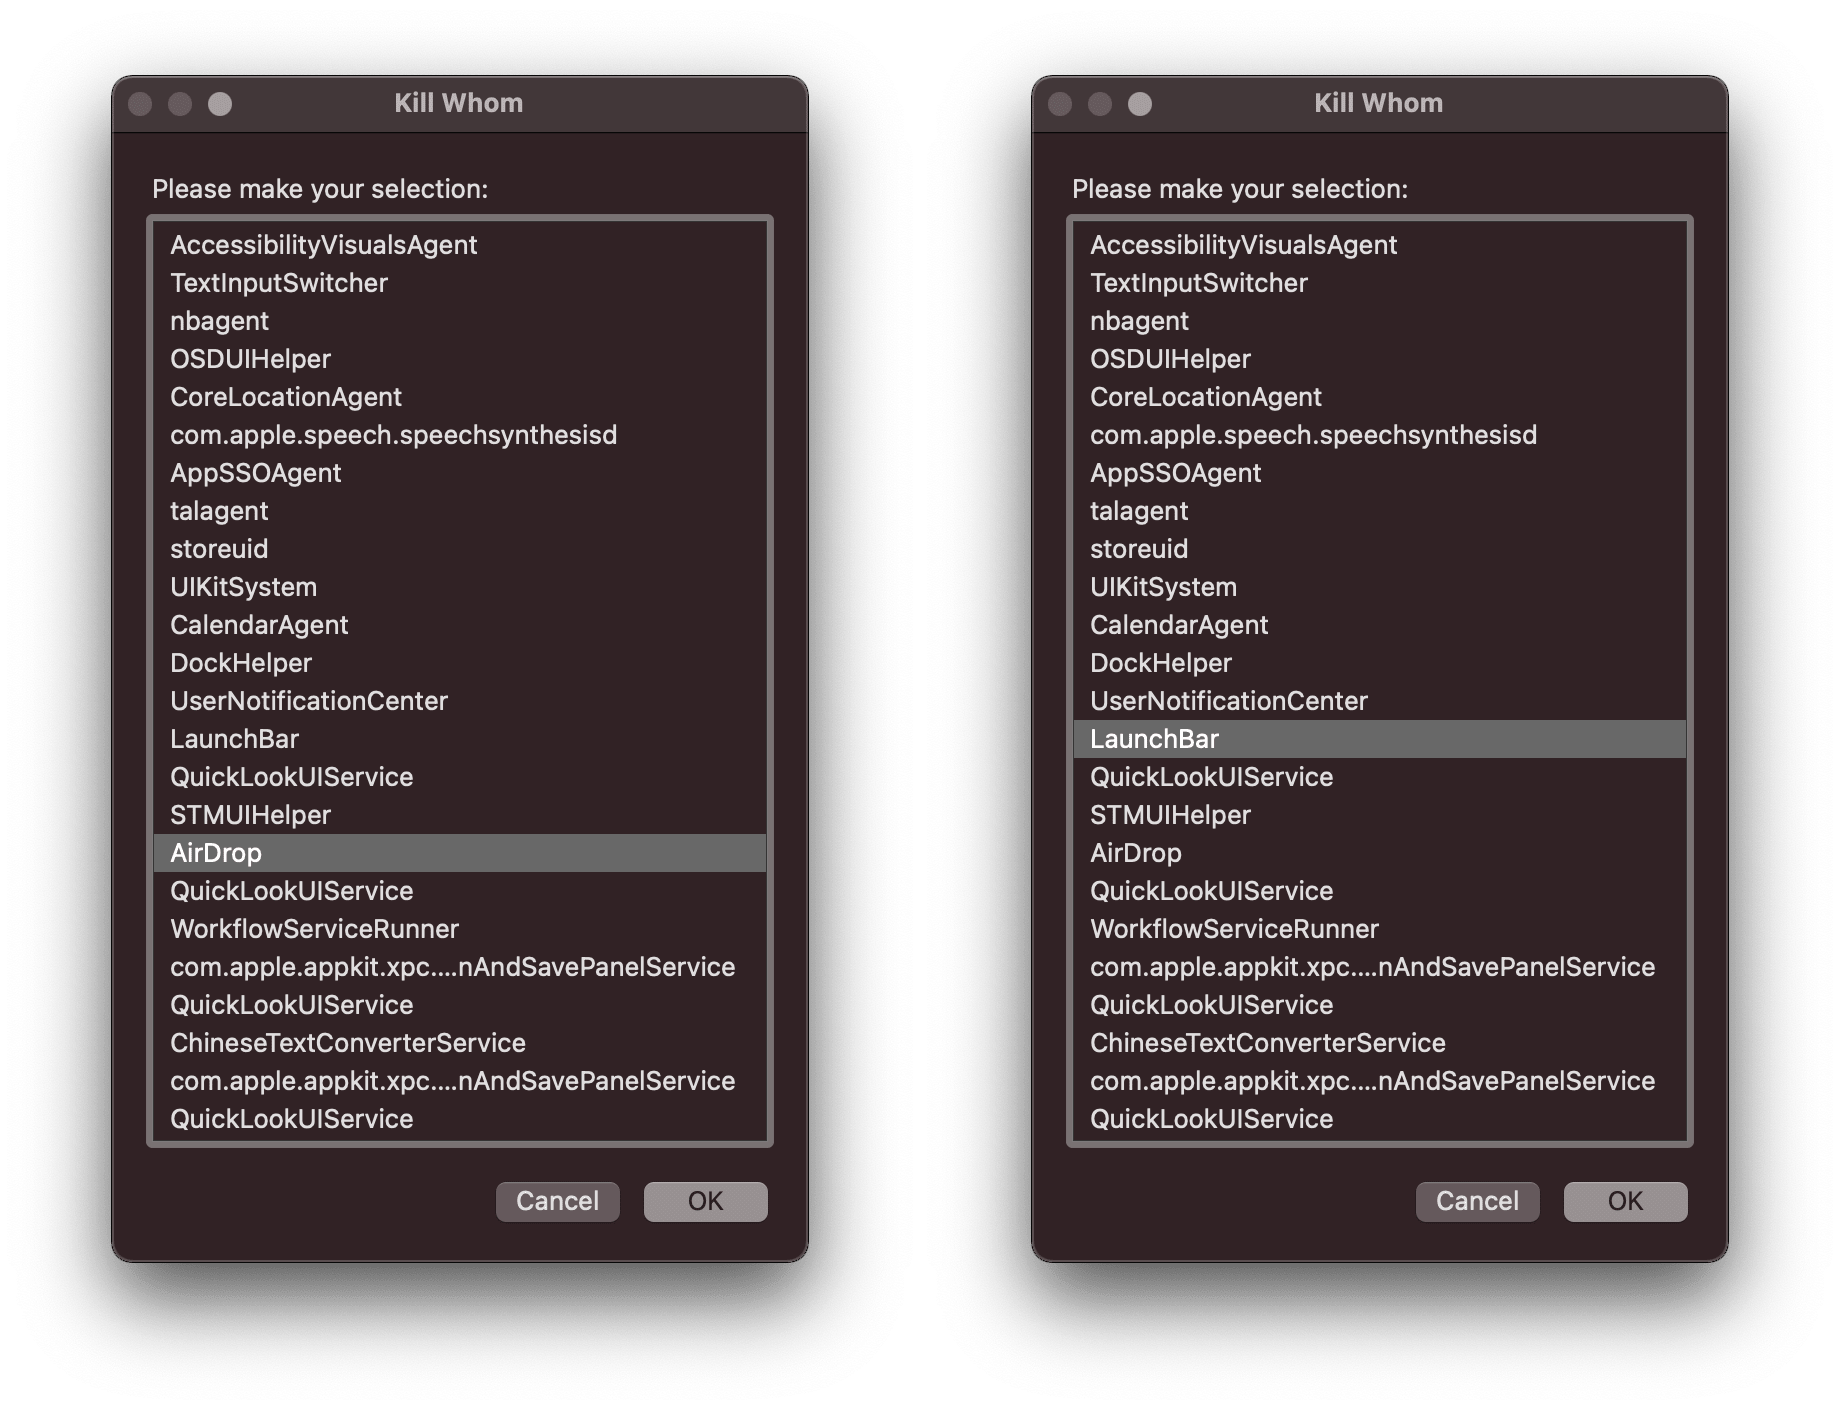 Kill Whom
Please make your selection:
AccessibilityVisualsAgent
TextInputSwitcher
nbagent
OSDUIHelper
CoreLocationAgent
com.apple.speech.speechsynthesisd
AppSSOAgent
talagent
storeuid
UIKitSystem
CalendarAgent
DockHelper
UserNotificationCenter
LaunchBar
QuickLookUIService
STMUIHelper
AirDrop
QuickLookUIService
WorkflowServiceRunner
com.apple.appkit.xpc....nAndSavePanelService
QuickLookUIService
ChineseTextConverterService
com.apple.appkit.xpc....nAndSavePanelService
QuickLookUIService
Cancel
OK
Kill Whom
Please make your selection:
AccessibilityVisualsAgent
TextInputSwitcher
nbagent
OSDUIHelper
CoreLocationAgent
com.apple.speech.speechsynthesisd
AppSSOAgent
talagent
storeuid
UIKitSystem
CalendarAgent
DockHelper
UserNotificationCenter
LaunchBar
QuickLookUIService
STMUIHelper
AirDrop
QuickLookUIService
WorkflowServiceRunner
com.apple.appkit.xpc....nAndSavePanelService
QuickLookUIService
ChineseTextConverterService
com.apple.appkit.xpc....nAndSavePanelService
QuickLookUIService
Cancel
OK